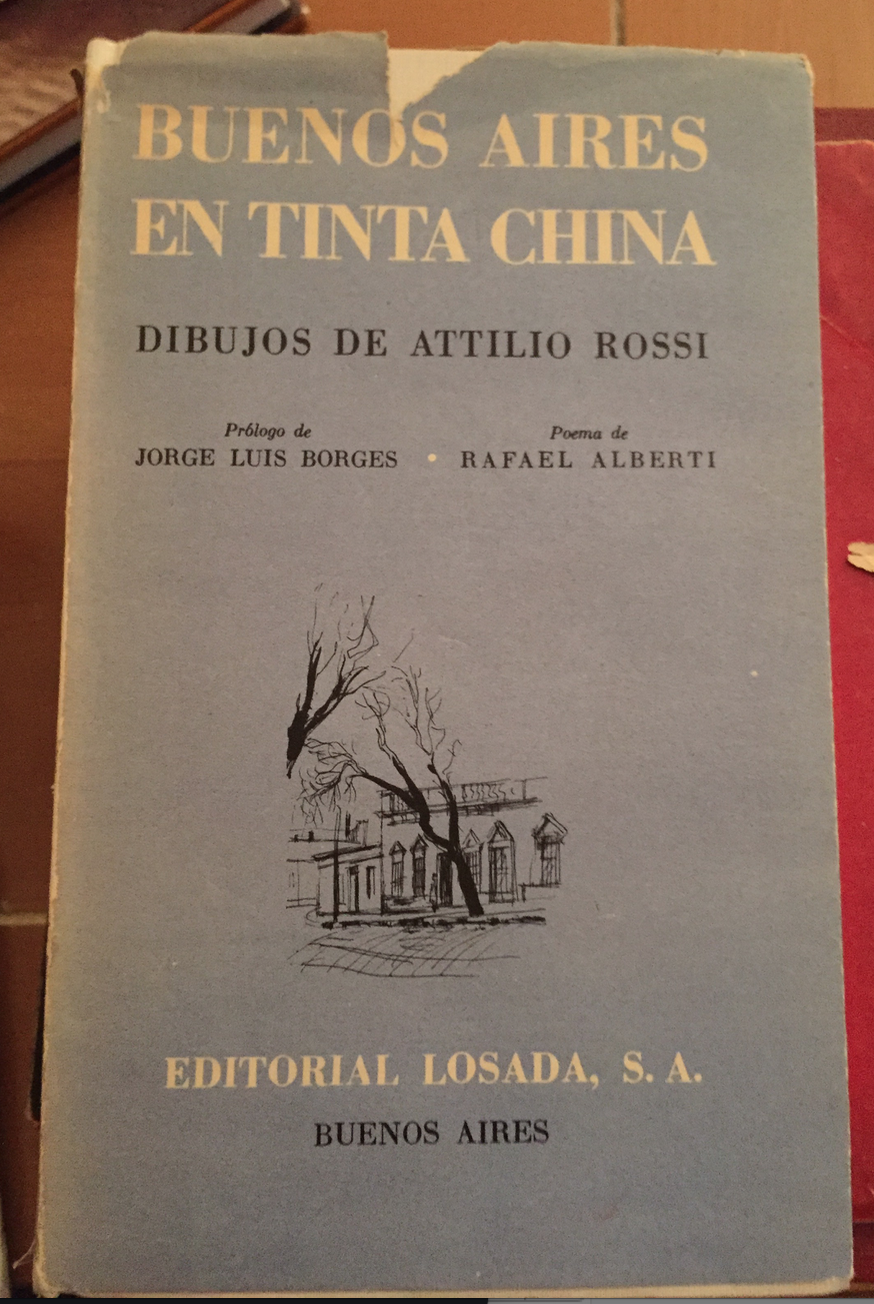 BUENOS AIRES
EN TINTA CHINA
DIBUJOS DE ATTILIO ROSSI
Prólogo de
JORGE LUIS BORGES
•
Poema de
RAFAEL ALBERTI
EDITORIAL LOSADA, S. A.
BUENOS AIRES